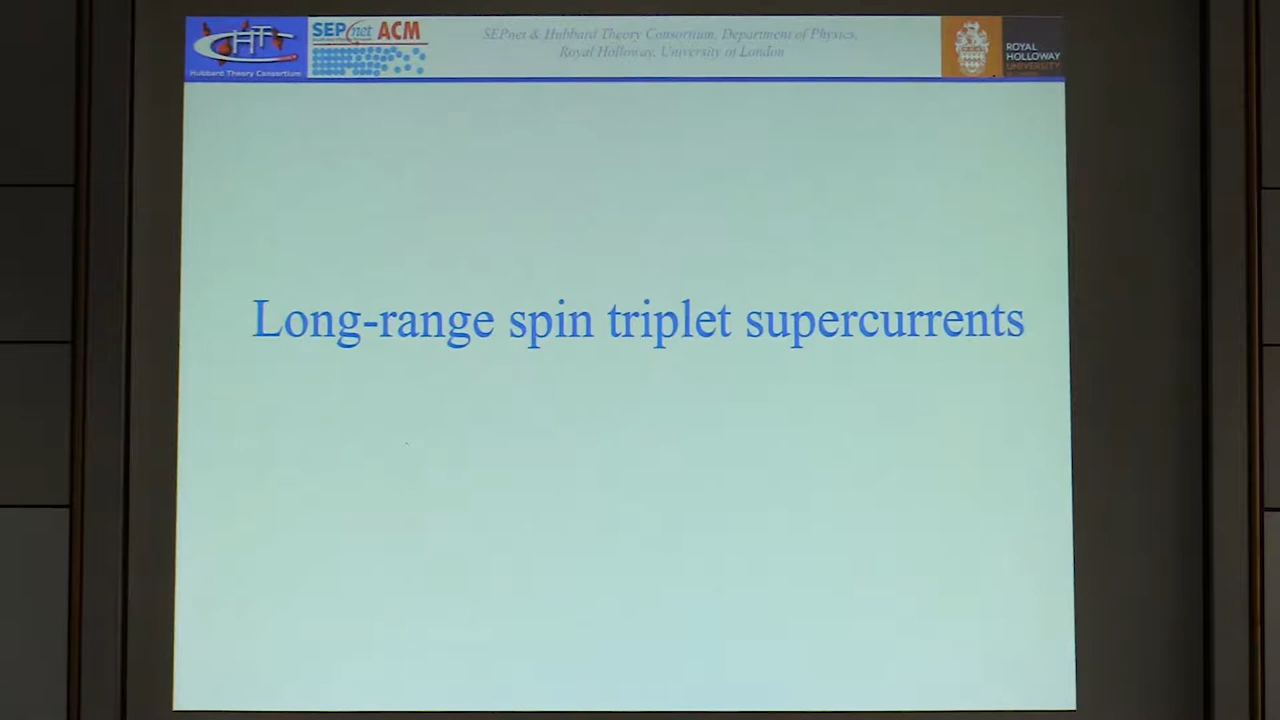 HTC
Hubbard Theory Consortium
SEPnet ACM
SEPnet & Hubbard Theory Consortium, Department of Physics,
Royal Holloway, University of London
ROYAL
HOLLOWAY
UNIVERSITY
Long-range spin triplet supercurrents